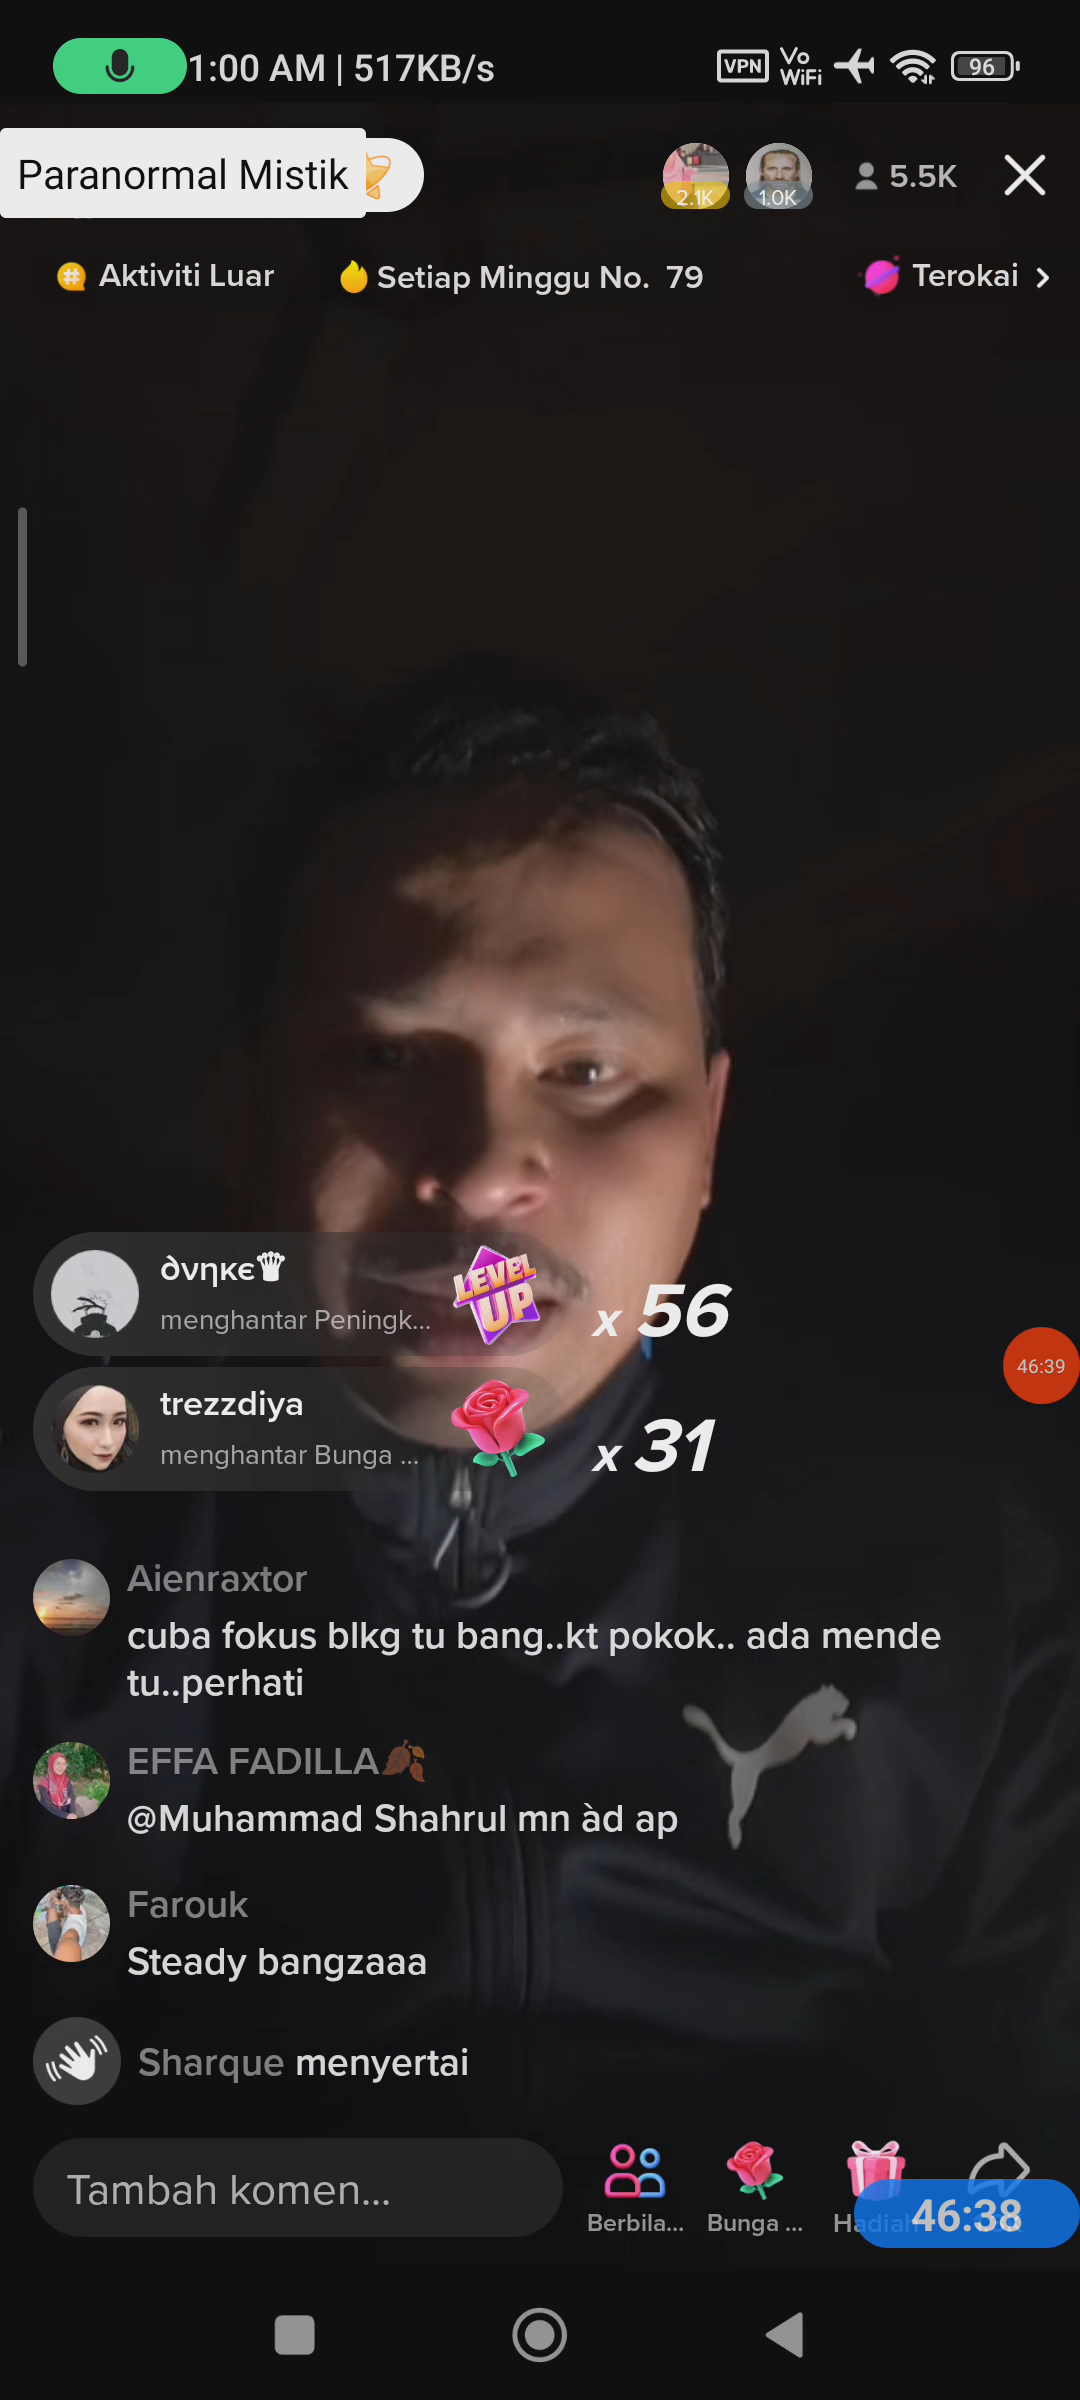 1:00 AM | 517KB/s
VPN
Vo
WiFi
96
Paranormal Mistik
2.1K
1.0K
5.5K
Aktiviti Luar
Setiap Minggu No. 79
Terokai
∂νηκє♛
menghantar Peningk...
LEVEL
UP
x 56
46:39
trezzdiya
menghantar Bunga ...
x 31
Aienraxtor
cuba fokus blkg tu bang..kt pokok.. ada mende
tu..perhati
EFFA FADILLA🍂
@Muhammad Shahrul mn àd ap
Farouk
Steady bangzaaa
Sharque menyertai
Tambah komen...
Berbila...
Bunga ...
Hadiah
46:38